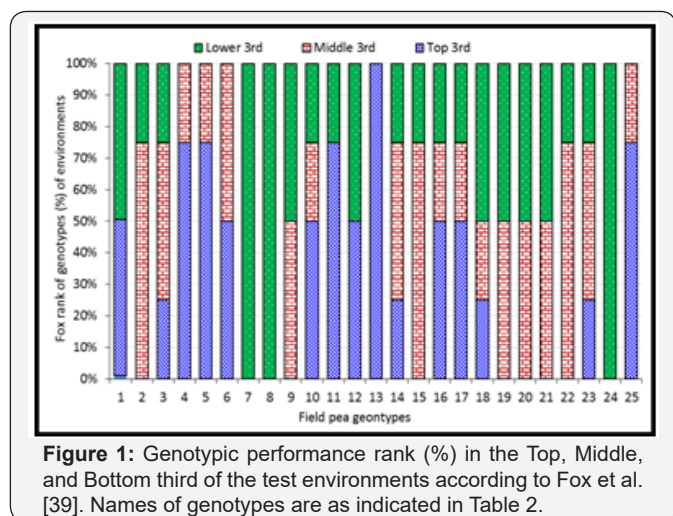 Lower 3rd Middle 3rd Top 3rd
100%
90%
80%
70%
60%
50%
40%
30%
20%
10%
0%
Fox rank of genotypes (%) of environments
1 2 3 4 5 6 7 8 9 10 11 12 13 14 15 16 17 18 19 20 21 22 23 24 25
Field pea geontypes
Figure 1: Genotypic performance rank (%) in the Top, Middle,
and Bottom third of the test environments according to Fox et al.
[39]. Names of genotypes are as indicated in Table 2.